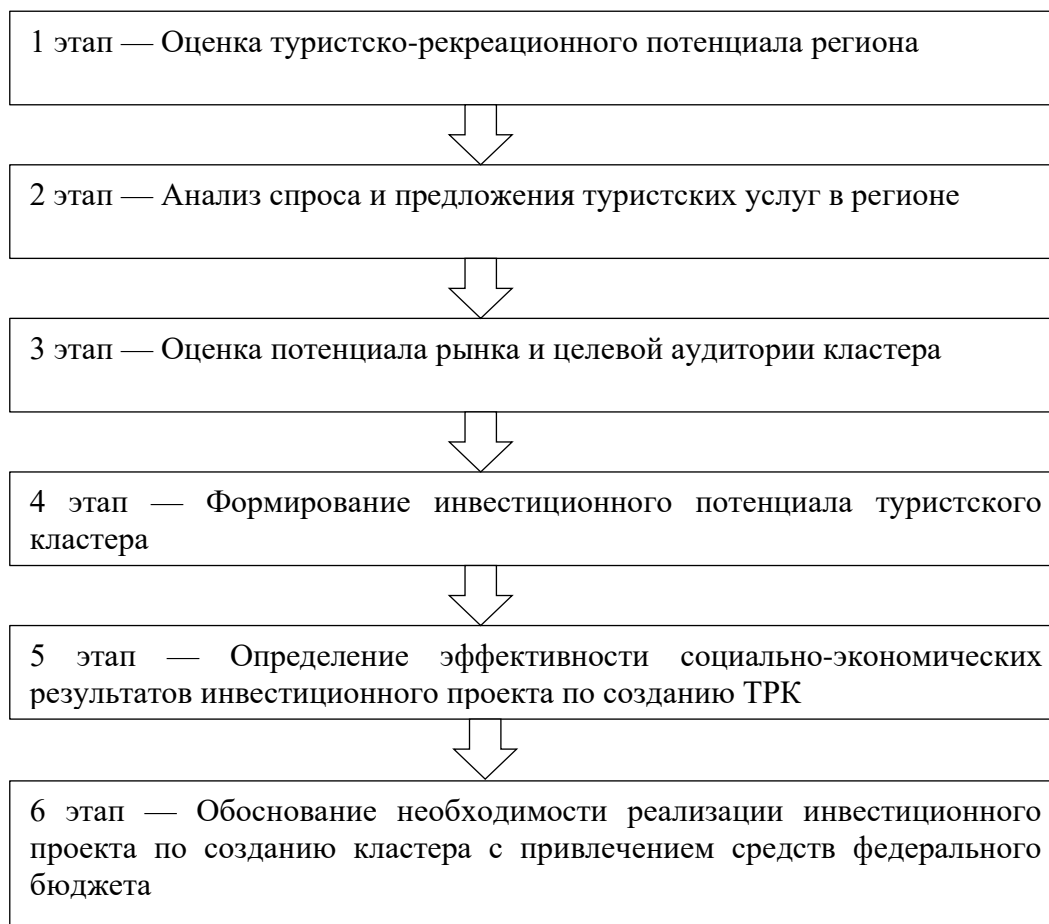 1 этап — Оценка туристско-рекреационного потенциала региона
2 этап — Анализ спроса и предложения туристских услуг в регионе
3 этап — Оценка потенциала рынка и целевой аудитории кластера
4 этап — Формирование инвестиционного потенциала туристского
кластера
5 этап — Определение эффективности социально-экономических
результатов инвестиционного проекта по созданию ТРК
6 этап — Обоснование необходимости реализации инвестиционного
проекта по созданию кластера с привлечением средств федерального
бюджета